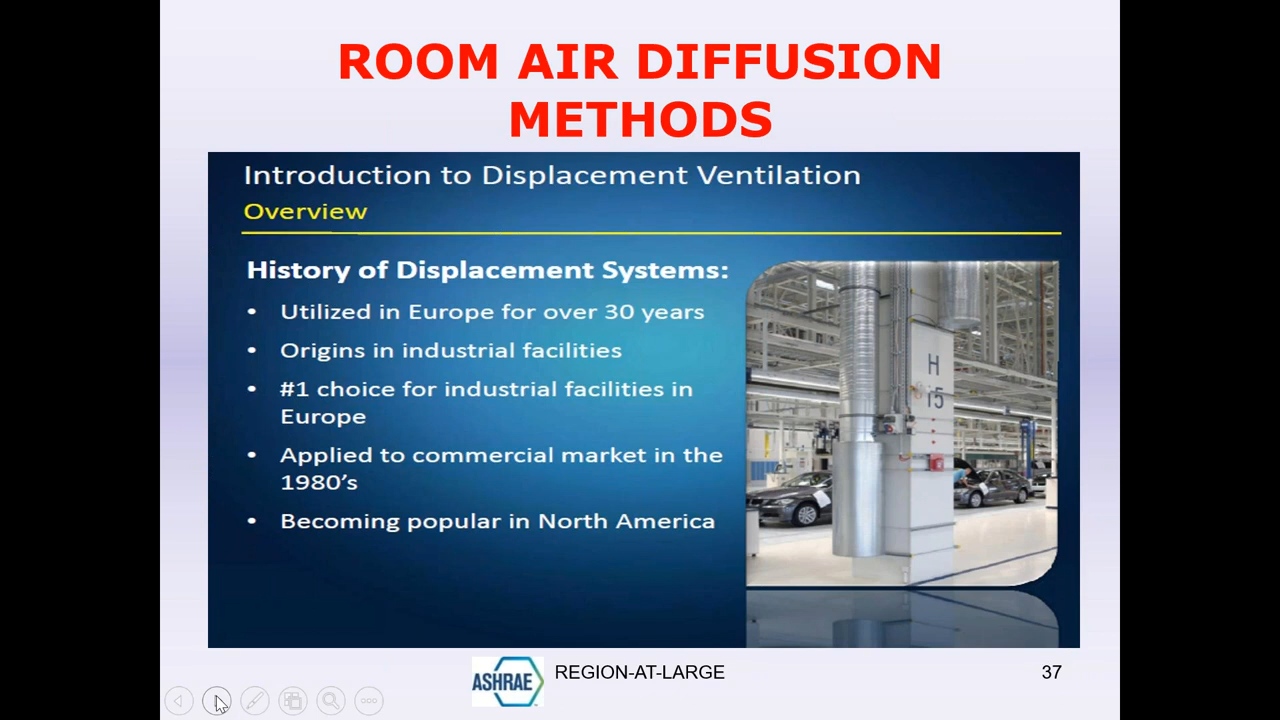 ROOM AIR DIFFUSION
METHODS
Introduction to Displacement Ventilation
Overview
History of Displacement Systems:
• Utilized in Europe for over 30 years
• Origins in industrial facilities
• #1 choice for industrial facilities in
Europe
• Applied to commercial market in the
1980's
• Becoming popular in North America
H
15
ASHRAE
REGION-AT-LARGE
37